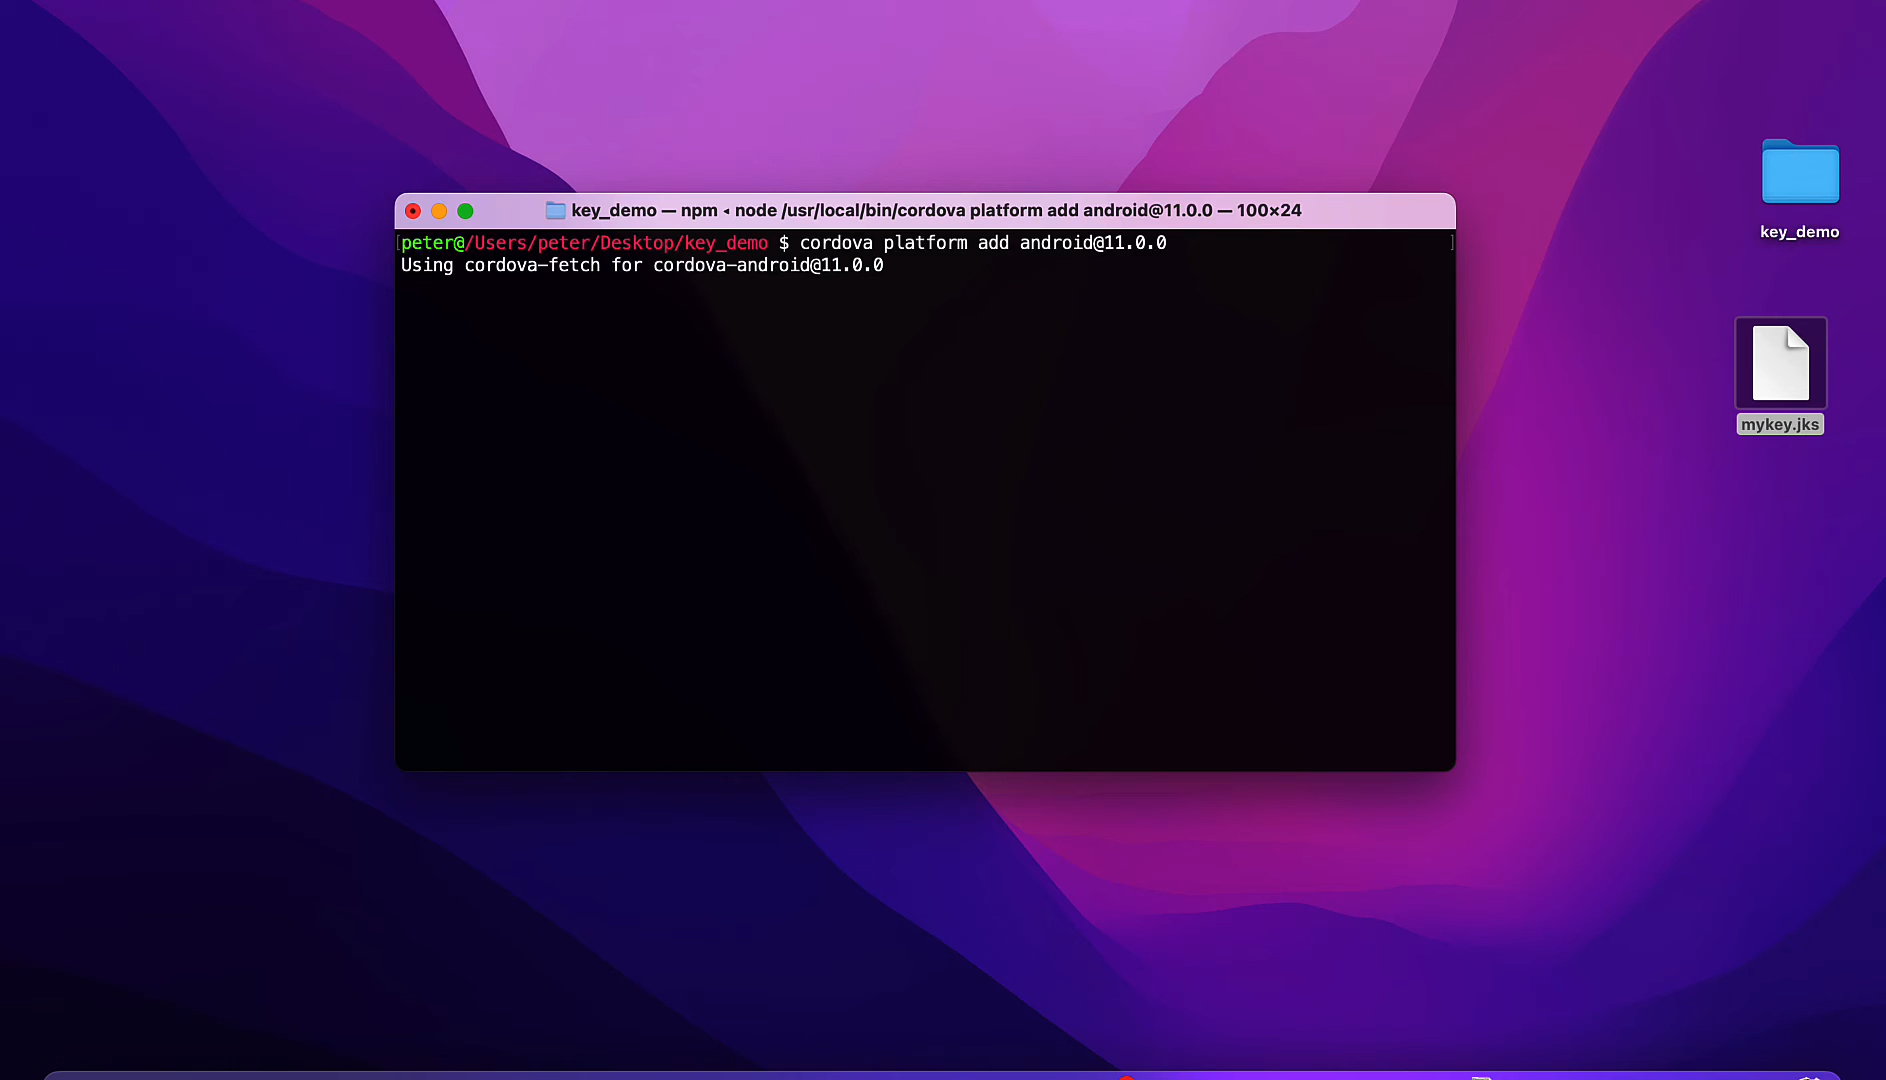 key_demo — npm ◂ node /usr/local/bin/cordova platform add android@11.0.0 — 100×24
[peter@/Users/peter/Desktop/key_demo $ cordova platform add android@11.0.0 ]
Using cordova-fetch for cordova-android@11.0.0
key_demo
mykey.jks